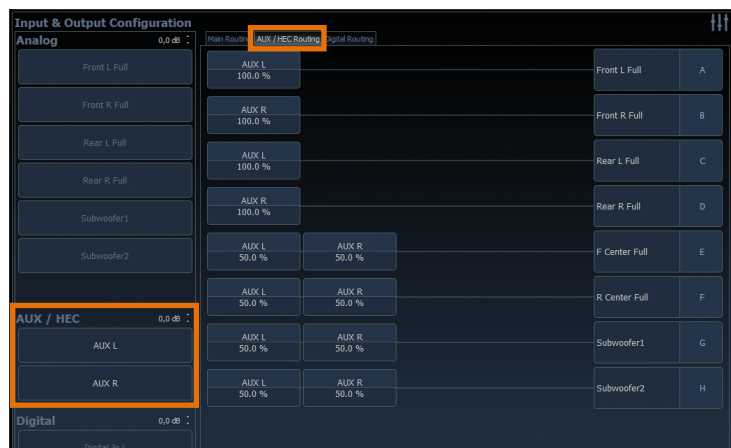 Input & Output Configuration
Analog 0,0 dB
Main Routing AUX / HEC Routing Digital Routing
Front L Full
Front R Full
Rear L Full
Rear R Full
Subwoofer1
Subwoofer2
AUX / HEC 0,0 dB
AUX L
AUX R
Digital 0,0 dB
Digital In L
AUX L
100.0 %
Front L Full A
AUX R
100.0 %
Front R Full B
AUX L
100.0 %
Rear L Full C
AUX R
100.0 %
Rear R Full D
AUX L AUX R
50.0 % 50.0 %
F Center Full E
AUX L AUX R
50.0 % 50.0 %
R Center Full F
AUX L AUX R
50.0 % 50.0 %
Subwoofer1 G
AUX L AUX R
50.0 % 50.0 %
Subwoofer2 H